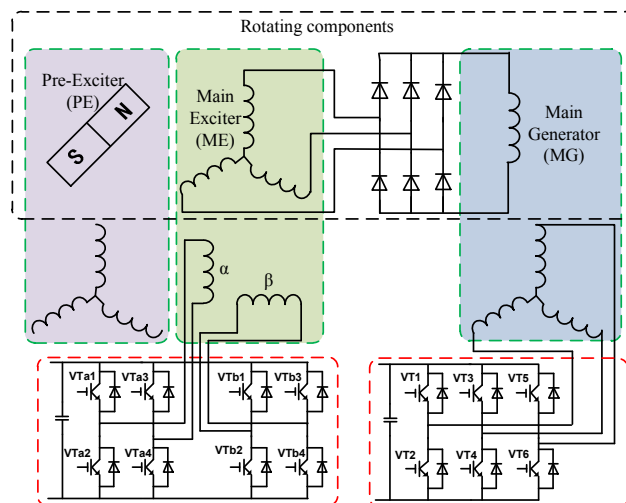 Rotating components
Pre-Exciter
(PE)
S N
Main
Exciter
(ME)
Main
Generator
(MG)
α
β
VTa1 VTa3 VTb1 VTb3
VTa2 VTa4 VTb2 VTb4
VT1 VT3 VT5
VT2 VT4 VT6